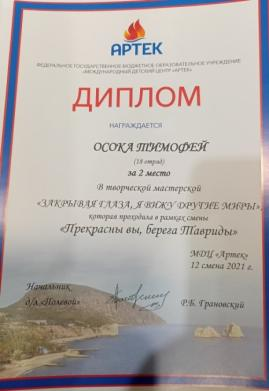 АРТЕК
ФЕДЕРАЛЬНОЕ ГОСУДАРСТВЕННОЕ БЮДЖЕТНОЕ ОБРАЗОВАТЕЛЬНОЕ УЧРЕЖДЕНИЕ
«МЕЖДУНАРОДНЫЙ ДЕТСКИЙ ЦЕНТР «АРТЕК»
ДИПЛОМ
НАГРАЖДАЕТСЯ
ОСОКА ТИМОФЕЙ
(18 отряд)
за 2 место
В творческой мастерской
«ЗАКРЫВАЯ ГЛАЗА, Я ВИЖУ ДРУГИЕ МИРЫ»,
которая проходила в рамках смены
«Прекрасны вы, берега Тавриды»
МДЦ «Артек»
12 смена 2021 г.
Начальник
д/л «Полевой»
Р.Б. Грановский